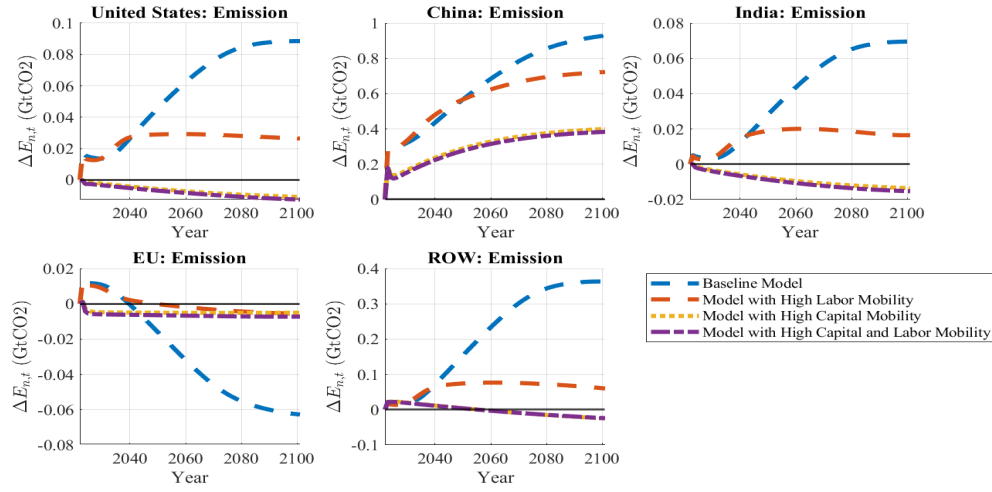 United States: Emission
0.1
0.08
0.06
0.04
0.02
0
ΔE_{n,t} (GtCO2)
2040 2060 2080 2100
Year
China: Emission
1
0.8
0.6
0.4
0.2
0
ΔE_{n,t} (GtCO2)
2040 2060 2080 2100
Year
India: Emission
0.08
0.06
0.04
0.02
0
-0.02
ΔE_{n,t} (GtCO2)
2040 2060 2080 2100
Year
EU: Emission
0.02
0
-0.02
-0.04
-0.06
-0.08
ΔE_{n,t} (GtCO2)
2040 2060 2080 2100
Year
ROW: Emission
0.4
0.3
0.2
0.1
0
-0.1
ΔE_{n,t} (GtCO2)
2040 2060 2080 2100
Year
Baseline Model
Model with High Labor Mobility
Model with High Capital Mobility
Model with High Capital and Labor Mobility